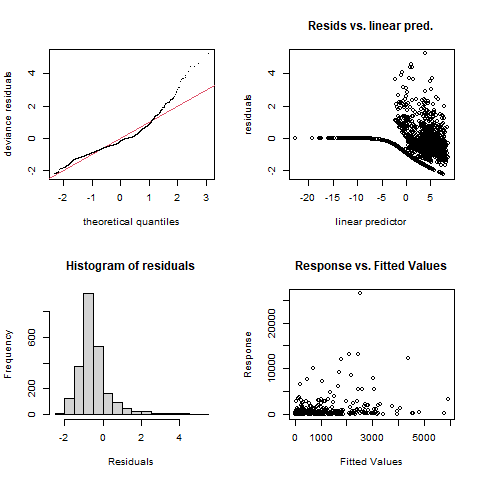 deviance residuals
4
2
0
-2
-2 -1 0 1 2 3
theoretical quantiles
Resids vs. linear pred.
residuals
4
2
0
-2
-20 -15 -10 -5 0 5
linear predictor
Histogram of residuals
Frequency
600
200
0
-2 0 2 4
Residuals
Response vs. Fitted Values
Response
20000
10000
0
0 1000 3000 5000
Fitted Values